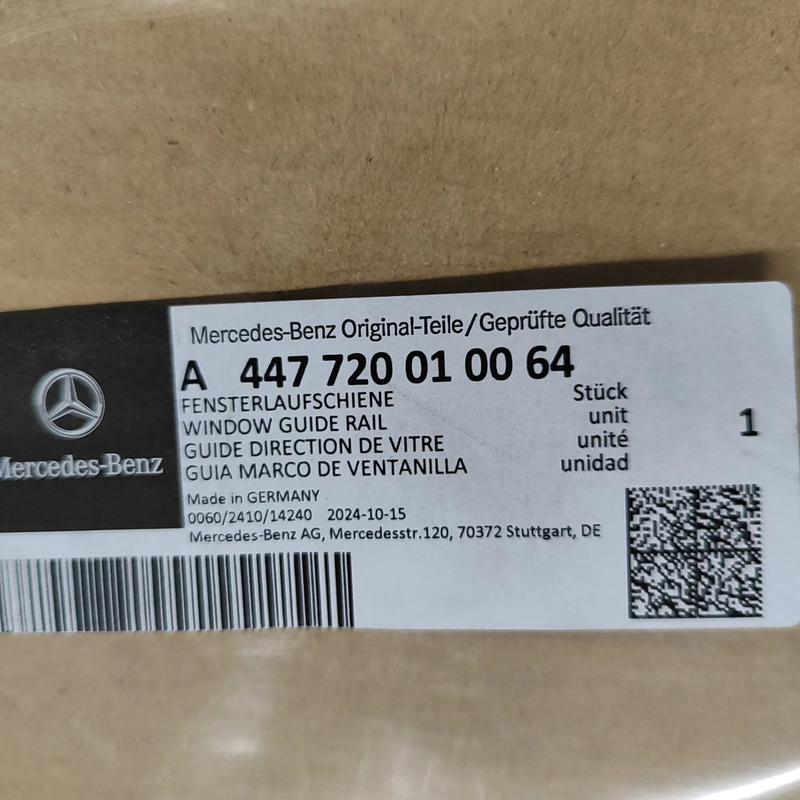 Mercedes-Benz Original-Teile/Geprüfte Qualität
A 447 720 01 00 64
FENSTERLAUFSCHIENE Stück
WINDOW GUIDE RAIL unit
GUIDE DIRECTION DE VITRE unité
GUIA MARCO DE VENTANILLA unidad
1
Mercedes-Benz
Made in GERMANY
0060/2410/14240 2024-10-15
Mercedes-Benz AG, Mercedesstr.120, 70372 Stuttgart, DE